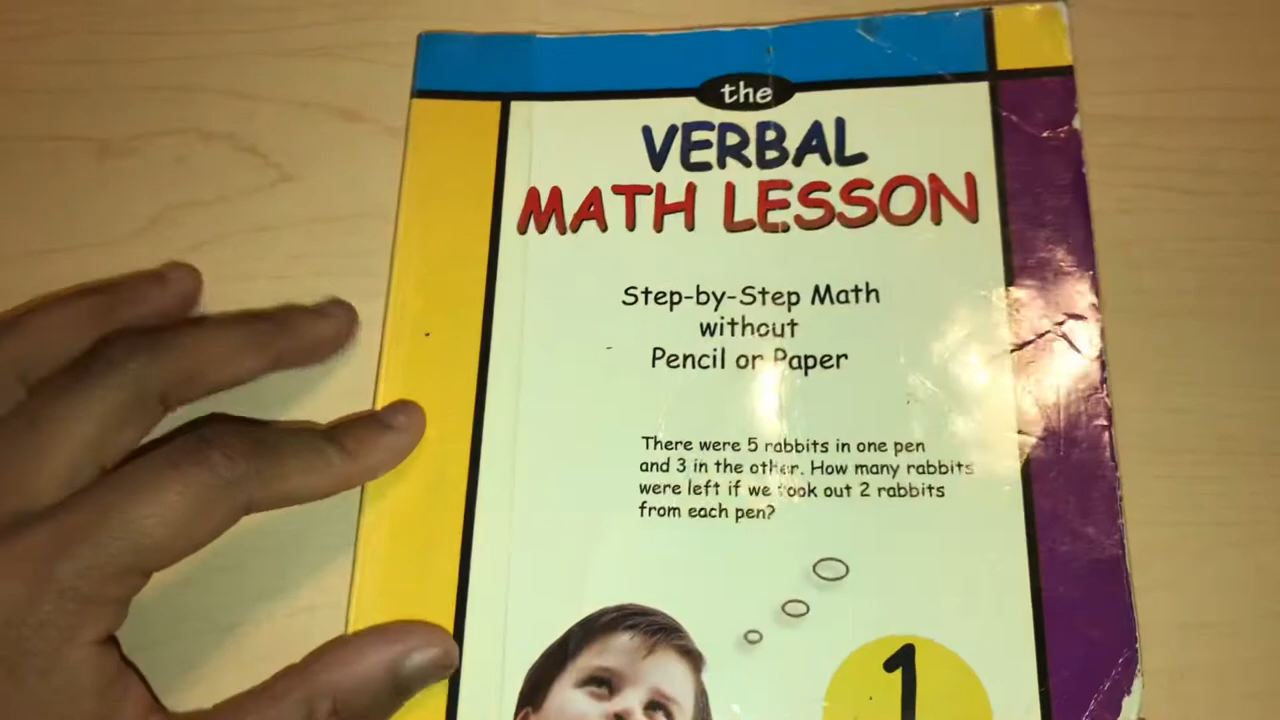 the
VERBAL
MATH LESSON
Step-by-Step Math
without
Pencil or Paper
There were 5 rabbits in one pen
and 3 in the other. How many rabbits
were left if we took out 2 rabbits
from each pen?
1